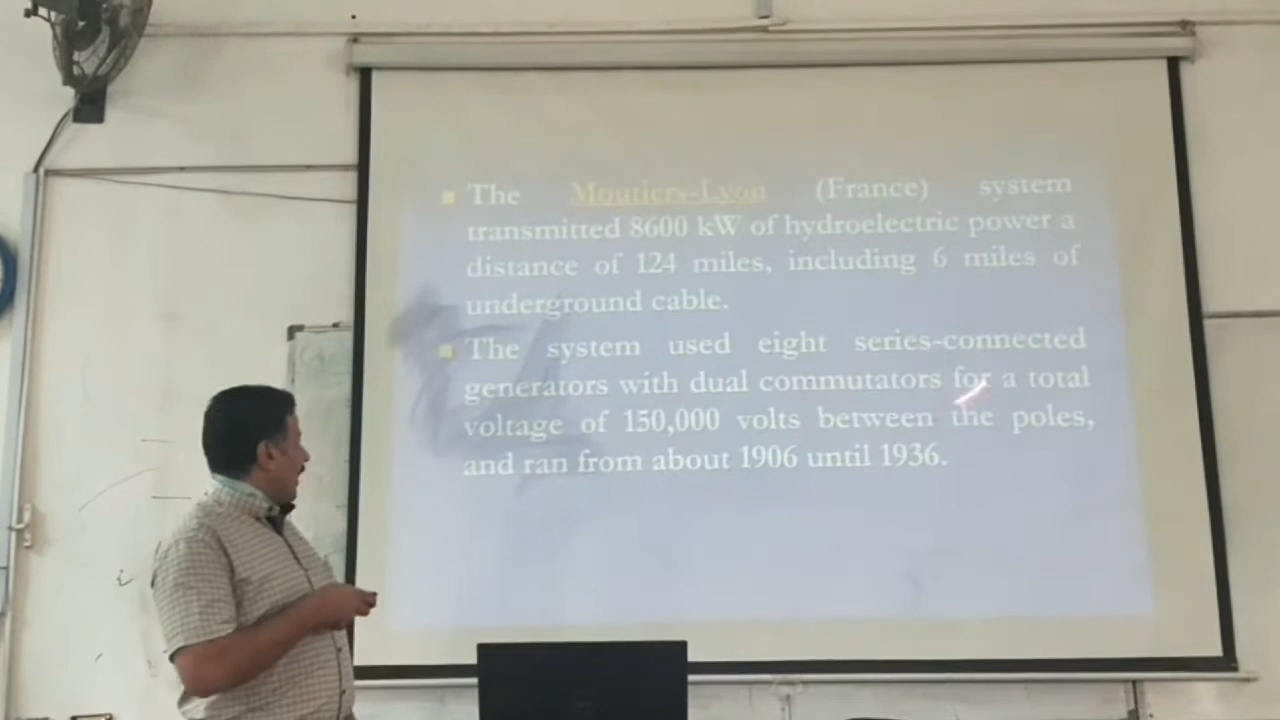 The Moutiers-Lyon (France) system
transmitted 8600 kW of hydroelectric power a
distance of 124 miles, including 6 miles of
underground cable.
The system used eight series-connected
generators with dual commutators for a total
voltage of 150,000 volts between the poles,
and ran from about 1906 until 1936.